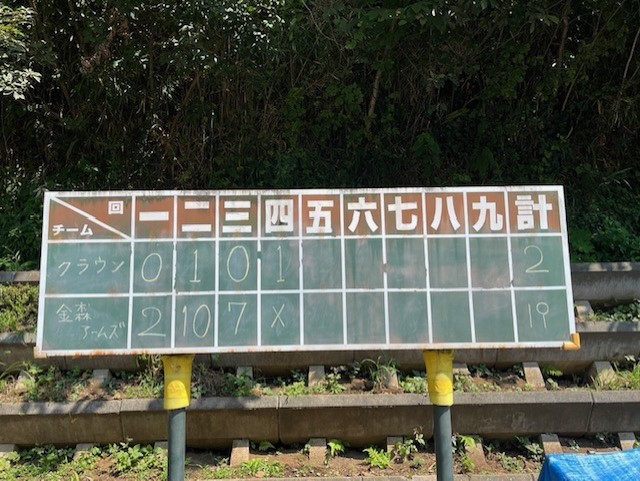 回 チーム 一 二 三 四 五 六 七 八 九 計
クラウン 0 1 0 1 2
金森アームズ 2 10 7 X 19